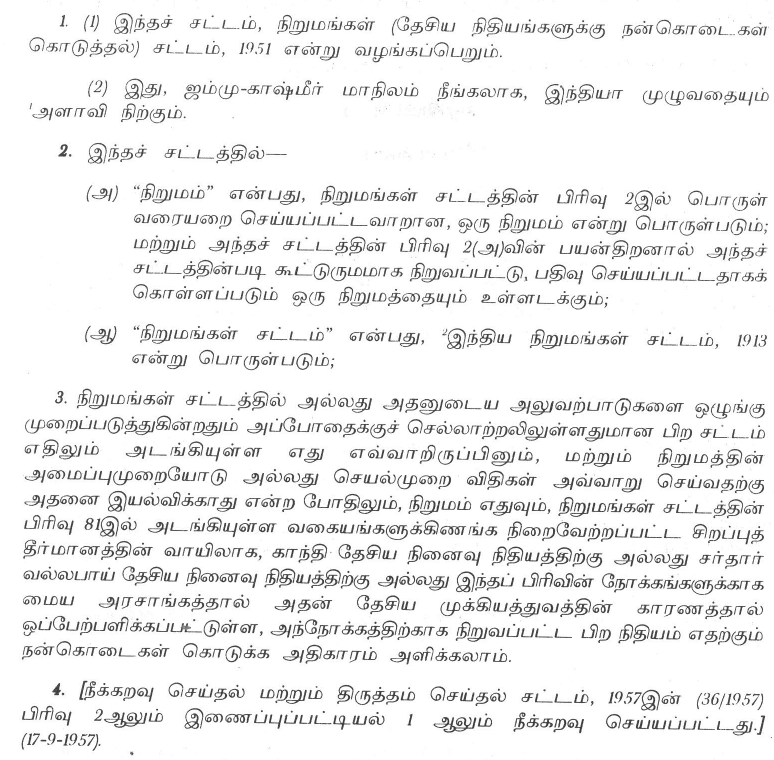 1. (1) இந்தச் சட்டம், நிறுமங்கள் (தேசிய நிதியங்களுக்கு நன்கொடைகள்
கொடுத்தல்) சட்டம், 1951 என்று வழங்கப்பெறும்.
(2) இது, ஜம்மு-காஷ்மீர் மாநிலம் நீங்கலாக, இந்தியா முழுவதையும்
¹அளாவி நிற்கும்.
2. இந்தச் சட்டத்தில்—
(அ) “நிறுமம்” என்பது, நிறுமங்கள் சட்டத்தின் பிரிவு 2இல் பொருள்
வரையறை செய்யப்பட்டவாறான, ஒரு நிறுமம் என்று பொருள்படும்;
மற்றும் அந்தச் சட்டத்தின் பிரிவு 2(அ)வின் பயன்திறனால் அந்தச்
சட்டத்தின்படி கூட்டுருமமாக நிறுவப்பட்டு, பதிவு செய்யப்பட்டதாகக்
கொள்ளப்படும் ஒரு நிறுமத்தையும் உள்ளடக்கும்;
(ஆ) “நிறுமங்கள் சட்டம்” என்பது, ²இந்திய நிறுமங்கள் சட்டம், 1913
என்று பொருள்படும்;
3. நிறுமங்கள் சட்டத்தில் அல்லது அதனுடைய அலுவற்பாடுகளை ஒழுங்கு
முறைப்படுத்துகின்றதும் அப்போதைக்குச் செல்லாற்றலிலுள்ளதுமான பிற சட்டம்
எதிலும் அடங்கியுள்ள எது எவ்வாறிருப்பினும், மற்றும் நிறுமத்தின்
அமைப்புமுறையோடு அல்லது செயல்முறை விதிகள் அவ்வாறு செய்வதற்கு
அதனை இயல்விக்காது என்ற போதிலும், நிறுமம் எதுவும், நிறுமங்கள் சட்டத்தின்
பிரிவு 81இல் அடங்கியுள்ள வகையங்களுக்கிணங்க நிறைவேற்றப்பட்ட சிறப்புத்
தீர்மானத்தின் வாயிலாக, காந்தி தேசிய நினைவு நிதியத்திற்கு அல்லது சர்தார்
வல்லபாய் தேசிய நினைவு நிதியத்திற்கு அல்லது இந்தப் பிரிவின் நோக்கங்களுக்காக
மைய அரசாங்கத்தால் அதன் தேசிய முக்கியத்துவத்தின் காரணத்தால்
ஒப்பேற்பளிக்கப்பட்டுள்ள, அந்நோக்கத்திற்காக நிறுவப்பட்ட பிற நிதியம் எதற்கும்
நன்கொடைகள் கொடுக்க அதிகாரம் அளிக்கலாம்.
4. [நீக்கறவு செய்தல் மற்றும் திருத்தம் செய்தல் சட்டம், 1957இன் (36/1957)
பிரிவு 2ஆலும் இணைப்புப்பட்டியல் 1 ஆலும் நீக்கறவு செய்யப்பட்டது.]
(17-9-1957).